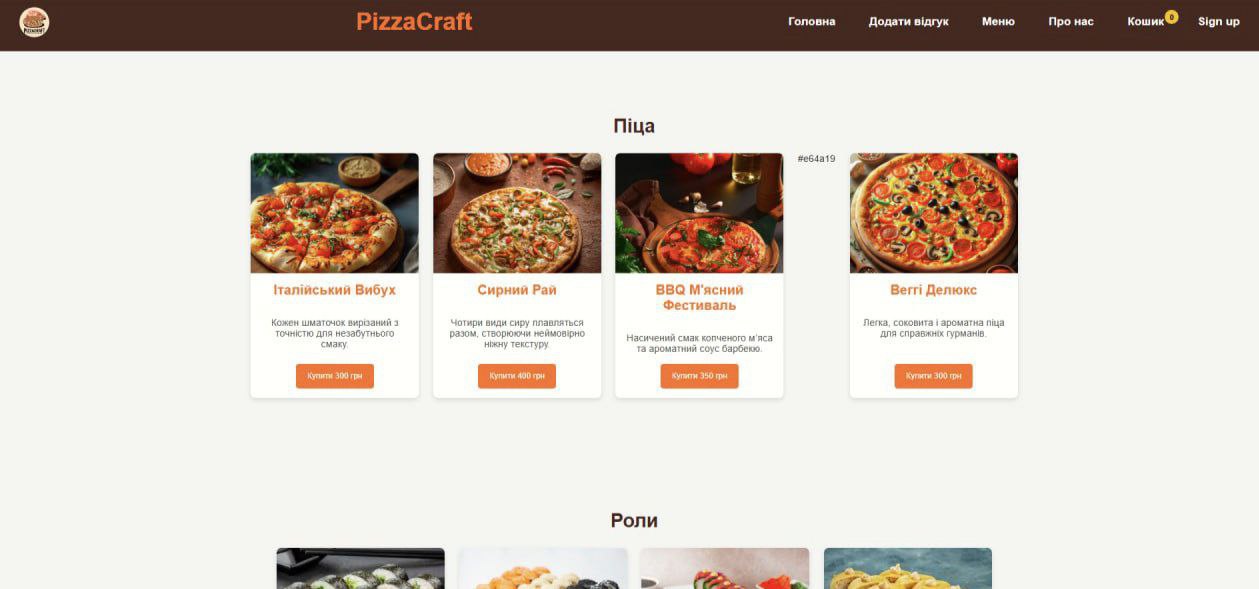 PizzaCraft
Головна
Додати відгук
Меню
Про нас
Кошик
0
Sign up
Піца
#e64a19
Італійський Вибух
Кожен шматочок вирізаний з
точністю для незабутнього
смаку.
Купити 300 грн
Сирний Рай
Чотири види сиру плавляться
разом, створюючи неймовірно
ніжну текстуру.
Купити 400 грн
BBQ М'ясний
Фестиваль
Насичений смак копченого м'яса
та ароматний соус барбекю.
Купити 350 грн
Веггі Делюкс
Легка, соковита і ароматна піца
для справжніх гурманів.
Купити 300 грн
Роли